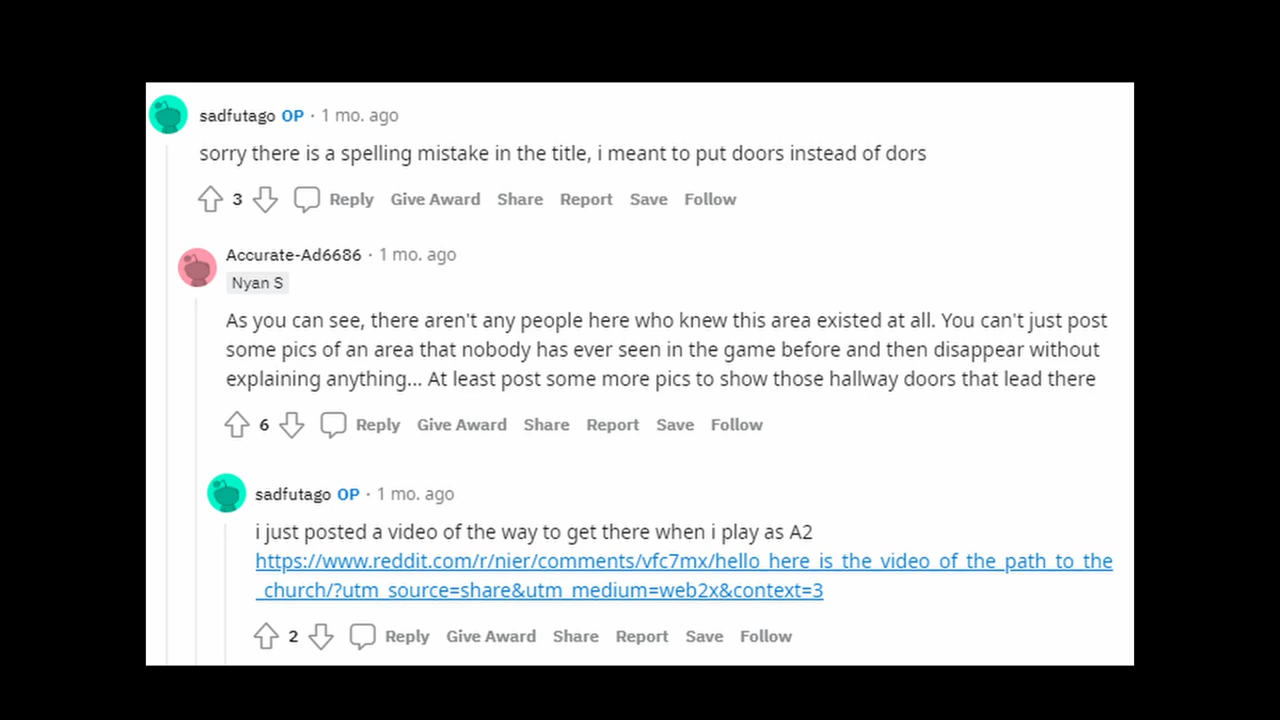 sadfutago OP · 1 mo. ago
sorry there is a spelling mistake in the title, i meant to put doors instead of dors
3 Reply Give Award Share Report Save Follow
Accurate-Ad6686 · 1 mo. ago
Nyan S
As you can see, there aren't any people here who knew this area existed at all. You can't just post
some pics of an area that nobody has ever seen in the game before and then disappear without
explaining anything... At least post some more pics to show those hallway doors that lead there
6 Reply Give Award Share Report Save Follow
sadfutago OP · 1 mo. ago
i just posted a video of the way to get there when i play as A2
https://www.reddit.com/r/nier/comments/vfc7mx/hello_here_is_the_video_of_the_path_to_the
_church/?utm_source=share&utm_medium=web2x&context=3
2 Reply Give Award Share Report Save Follow